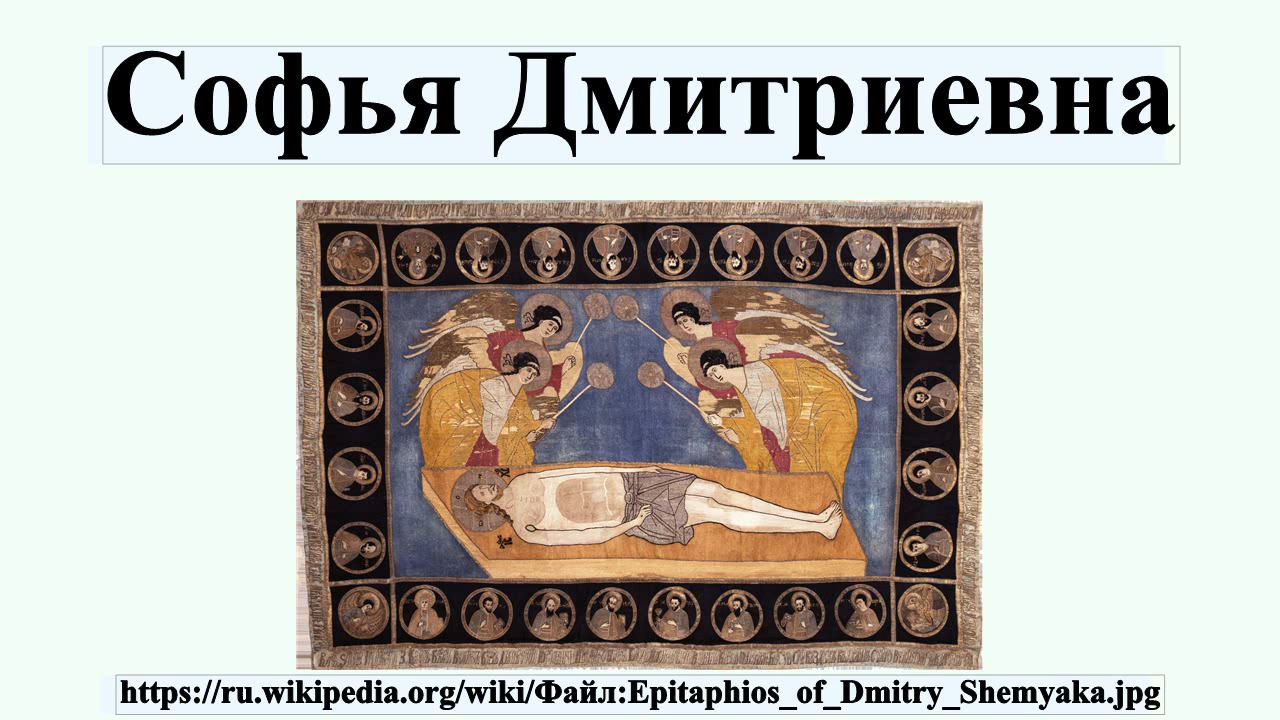 Софья Дмитриевна
https://ru.wikipedia.org/wiki/Файл:Epitaphios_of_Dmitry_Shemyaka.jpg